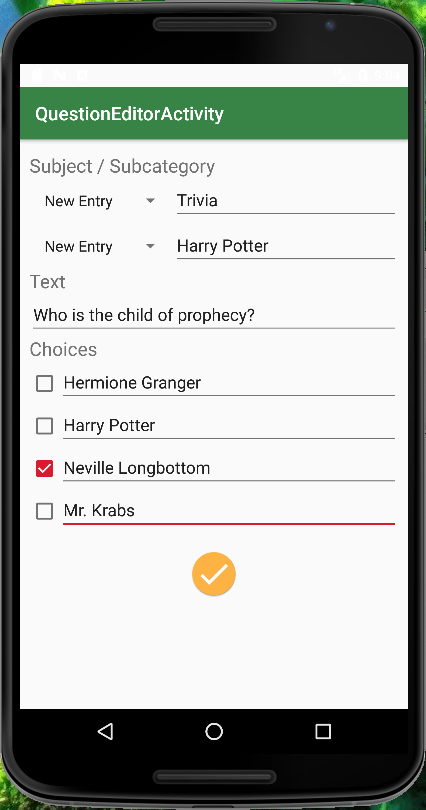 QuestionEditorActivity
Subject / Subcategory
New Entry Trivia
New Entry Harry Potter
Text
Who is the child of prophecy?
Choices
Hermione Granger
Harry Potter
Neville Longbottom
Mr. Krabs